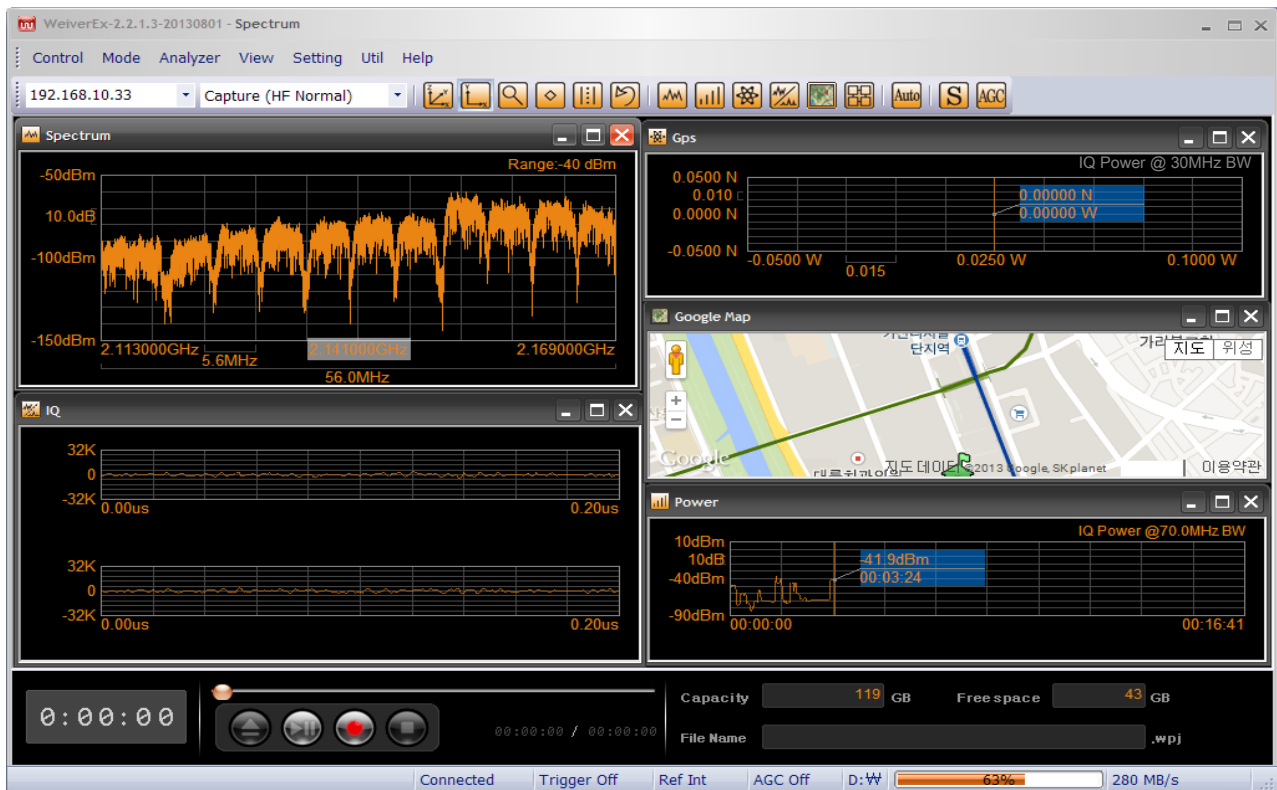 WeiverEx-2.2.1.3-20130801 - Spectrum
Control Mode Analyzer View Setting Util Help
192.168.10.33 Capture (HF Normal) Auto S AGC
Spectrum
Range:-40 dBm
-50dBm
10.0dB
-100dBm
-150dBm
2.113000GHz 2.141000GHz 2.169000GHz
5.6MHz
56.0MHz
Gps
IQ Power @ 30MHz BW
0.0500 N
0.010
0.0000 N
-0.0500 N
0.00000 N
0.00000 W
-0.0500 W 0.0250 W 0.1000 W
0.015
Google Map
단지역
지도 위성
Google
지도 데이터 ©2013 Google, SK planet 이용약관
IQ
32K
0
-32K
0.00us 0.20us
32K
0
-32K
0.00us 0.20us
Power
IQ Power @70.0MHz BW
10dBm
10dB
-40dBm
-90dBm
-41.9dBm
00:03:24
00:00:00 00:16:41
0:00:00
00:00:00 / 00:00:00
Capacity 119 GB Free space 43 GB
File Name .wpj
Connected Trigger Off Ref Int AGC Off D:₩ 63% 280 MB/s